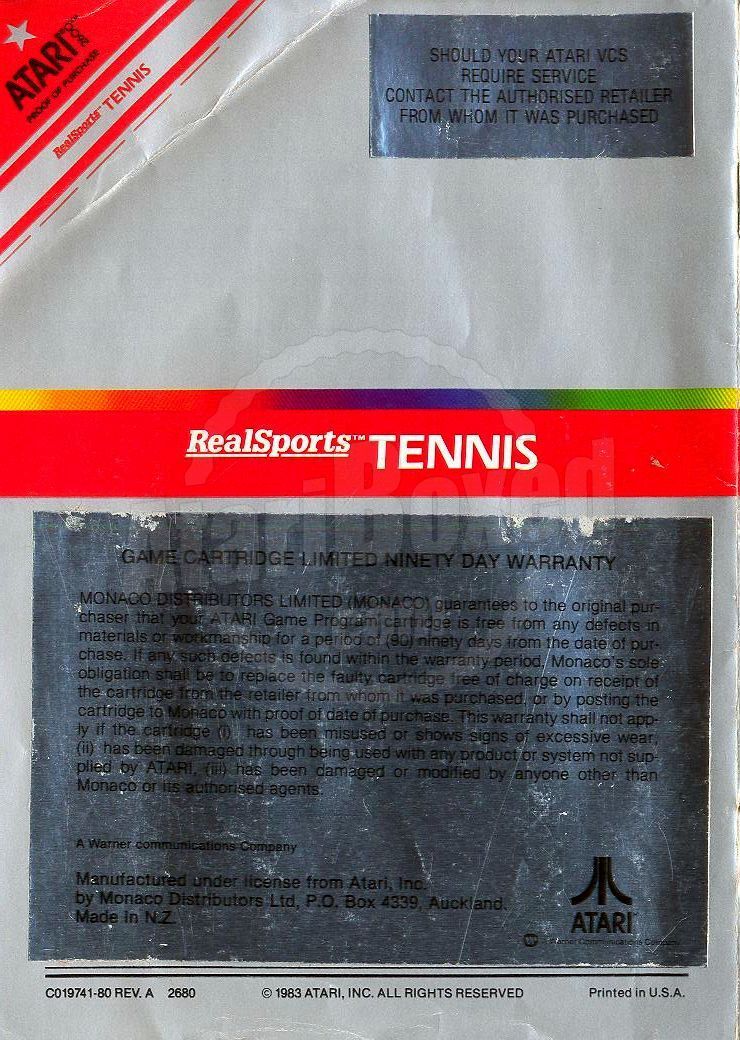 ATARI 2600™
PROOF OF PURCHASE
RealSports™ TENNIS
SHOULD YOUR ATARI VCS
REQUIRE SERVICE
CONTACT THE AUTHORISED RETAILER
FROM WHOM IT WAS PURCHASED
RealSports™ TENNIS
AtariBoxed
GAME CARTRIDGE LIMITED NINETY DAY WARRANTY
MONACO DISTRIBUTORS LIMITED (MONACO) guarantees to the original pur-
chaser that your ATARI Game Program cartridge is free from any defects in
materials or workmanship for a period of (90) ninety days from the date of pur-
chase. If any such defects is found within the warranty period, Monaco's sole
obligation shall be to replace the faulty cartridge free of charge on receipt of
the cartridge from the retailer from whom it was purchased, or by posting the
cartridge to Monaco with proof of date of purchase. This warranty shall not app-
ly if the cartridge (i) has been misused or shows signs of excessive wear,
(ii) has been damaged through being used with any product or system not sup-
plied by ATARI, (iii) has been damaged or modified by anyone other than
Monaco or its authorised agents.
A Warner communications Company
Manufactured under license from Atari, Inc.
by Monaco Distributors Ltd, P.O. Box 4339, Auckland.
Made in N.Z.
ATARI
A Warner Communications Company
C019741-80 REV. A 2680
© 1983 ATARI, INC. ALL RIGHTS RESERVED
Printed in U.S.A.